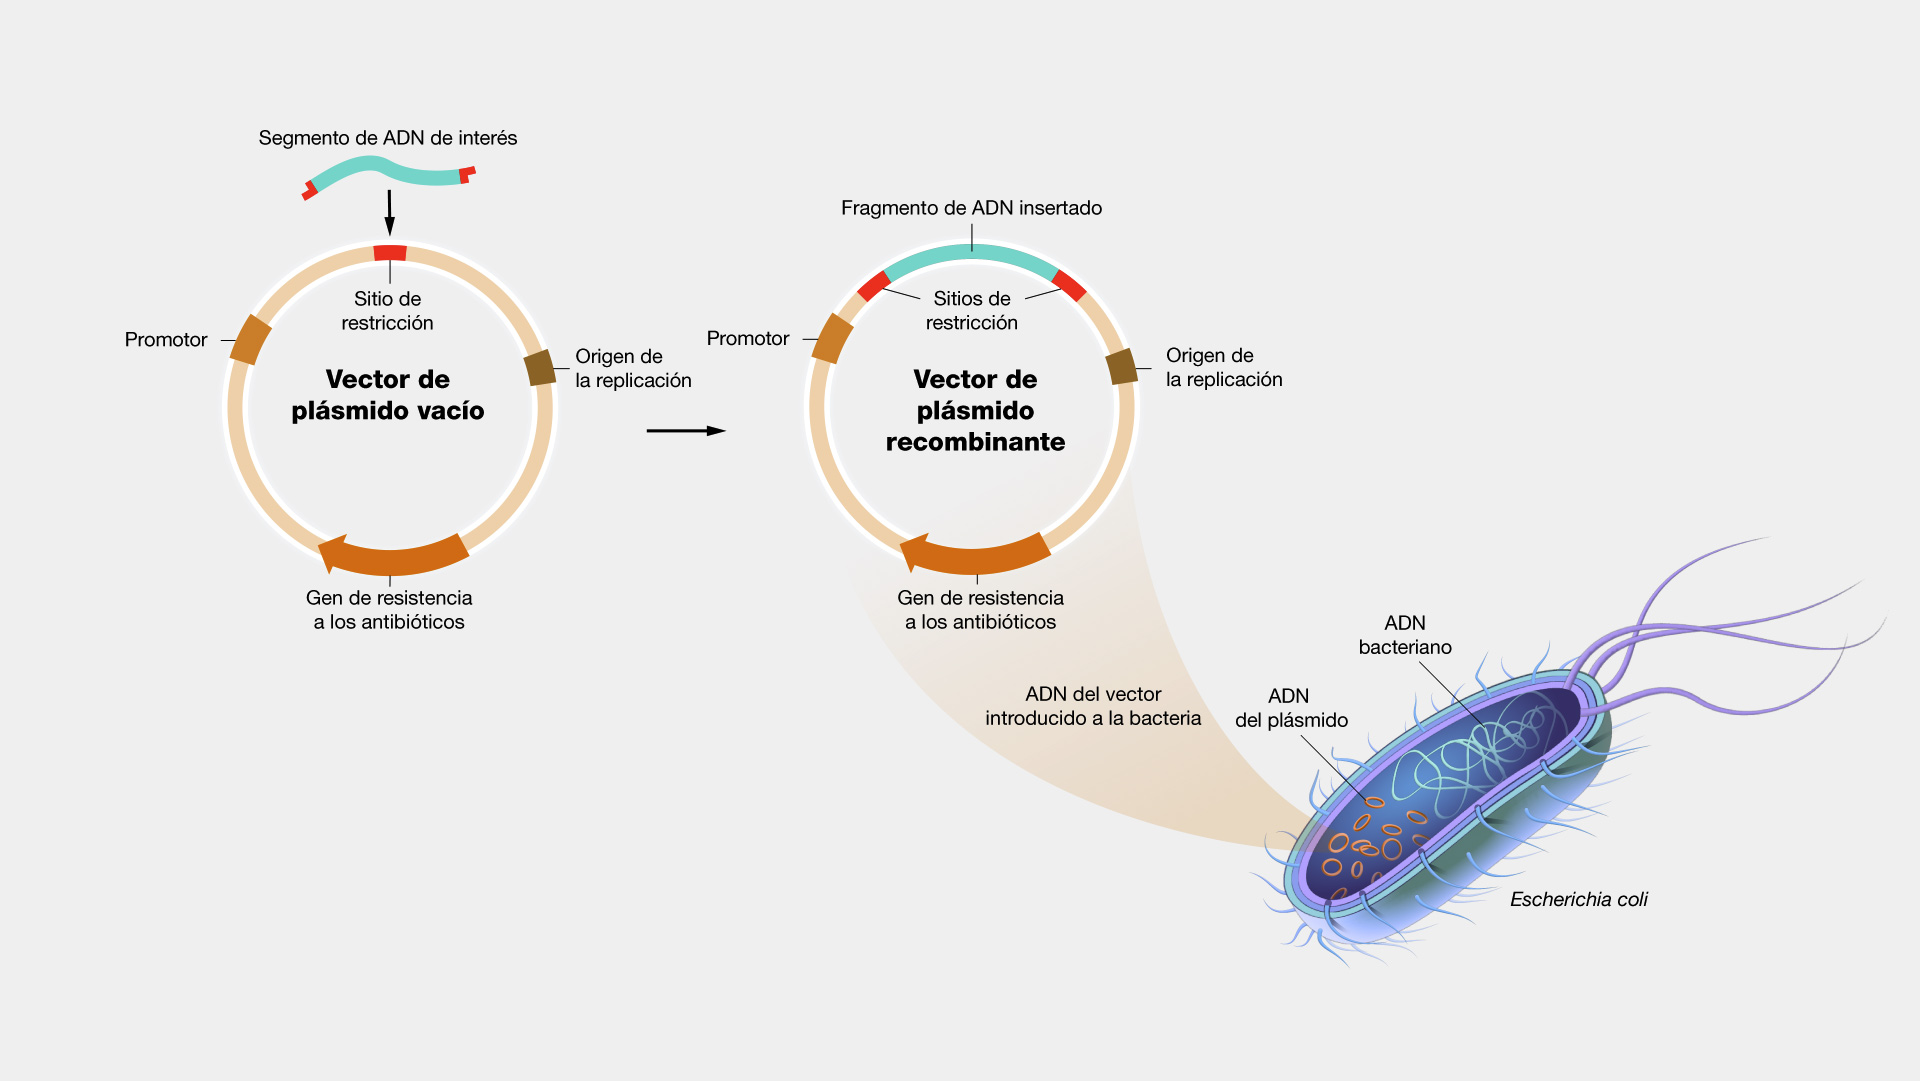 Segmento de ADN de interés
Sitio de
restricción
Promotor
Origen de
la replicación
Vector de
plásmido vacío
Gen de resistencia
a los antibióticos
Fragmento de ADN insertado
Sitios de
restricción
Promotor
Origen de
la replicación
Vector de
plásmido
recombinante
Gen de resistencia
a los antibióticos
ADN del vector
introducido a la bacteria
ADN
del plásmido
ADN
bacteriano
Escherichia coli